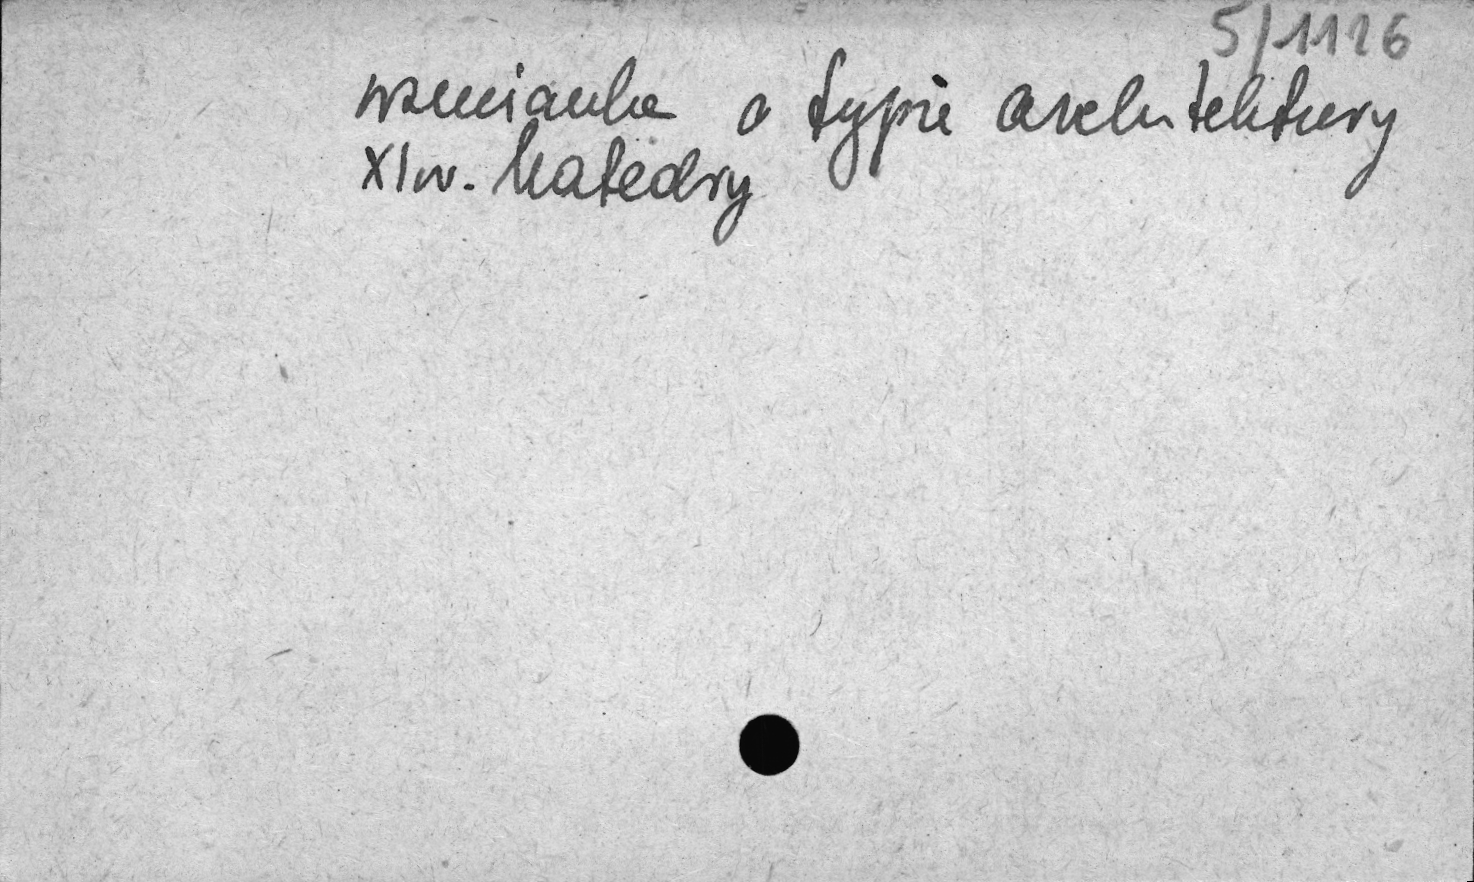 5/1126
wzmianka o typie architektury
XI w. Katedry